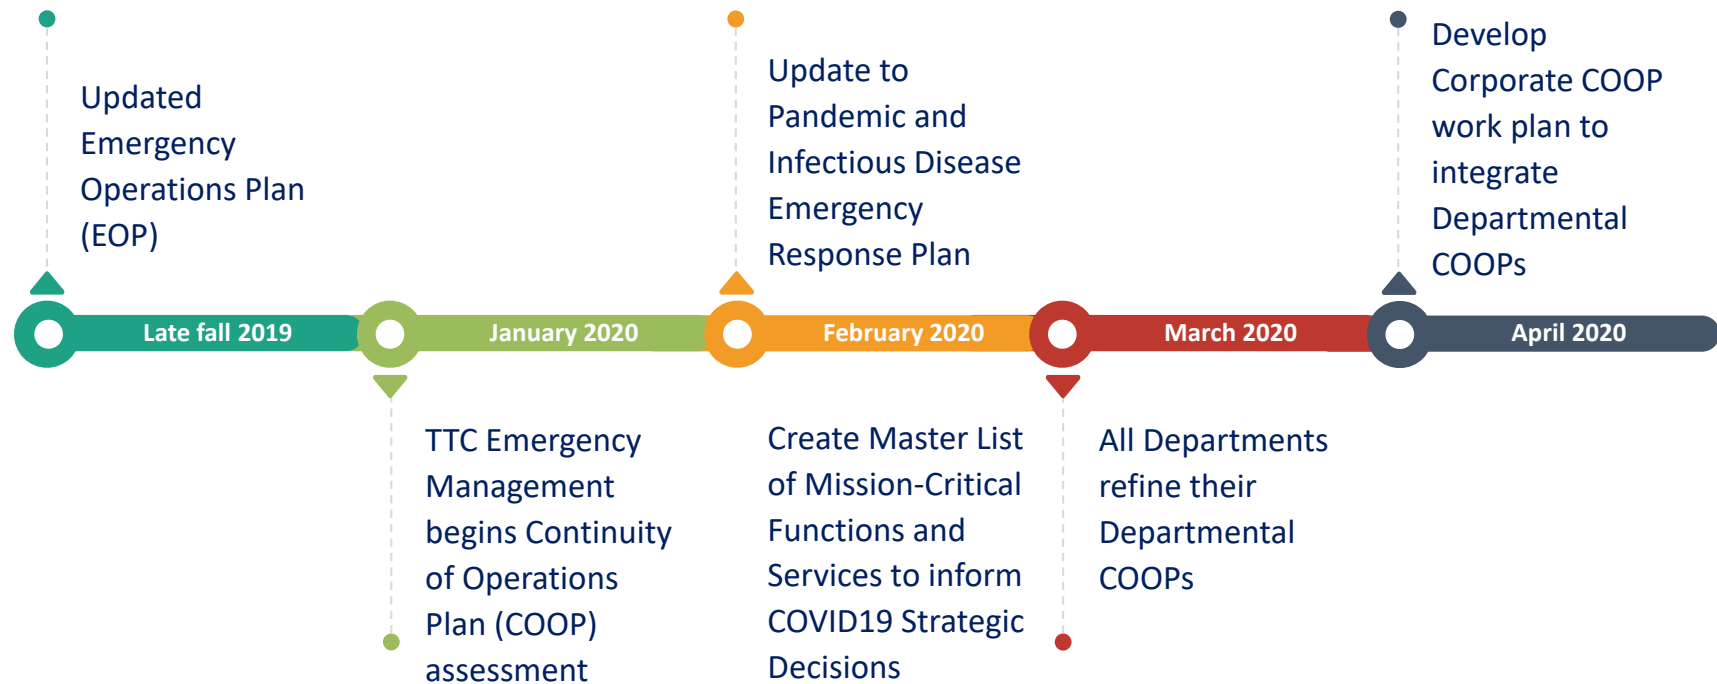 Updated
Emergency
Operations Plan
(EOP)
Update to
Pandemic and
Infectious Disease
Emergency
Response Plan
Develop
Corporate COOP
work plan to
integrate
Departmental
COOPs
Late fall 2019
January 2020
February 2020
March 2020
April 2020
TTC Emergency
Management
begins Continuity
of Operations
Plan (COOP)
assessment
Create Master List
of Mission-Critical
Functions and
Services to inform
COVID19 Strategic
Decisions
All Departments
refine their
Departmental
COOPs